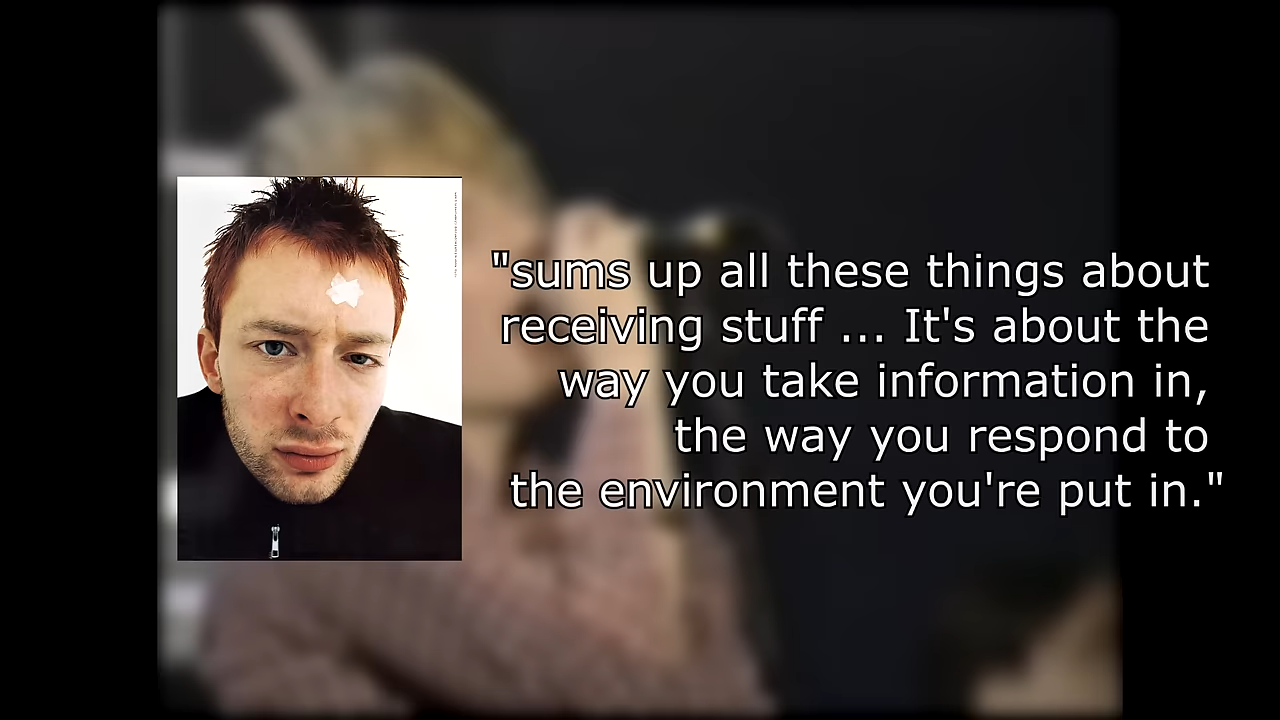 "sums up all these things about
receiving stuff ... It's about the
way you take information in,
the way you respond to
the environment you're put in."